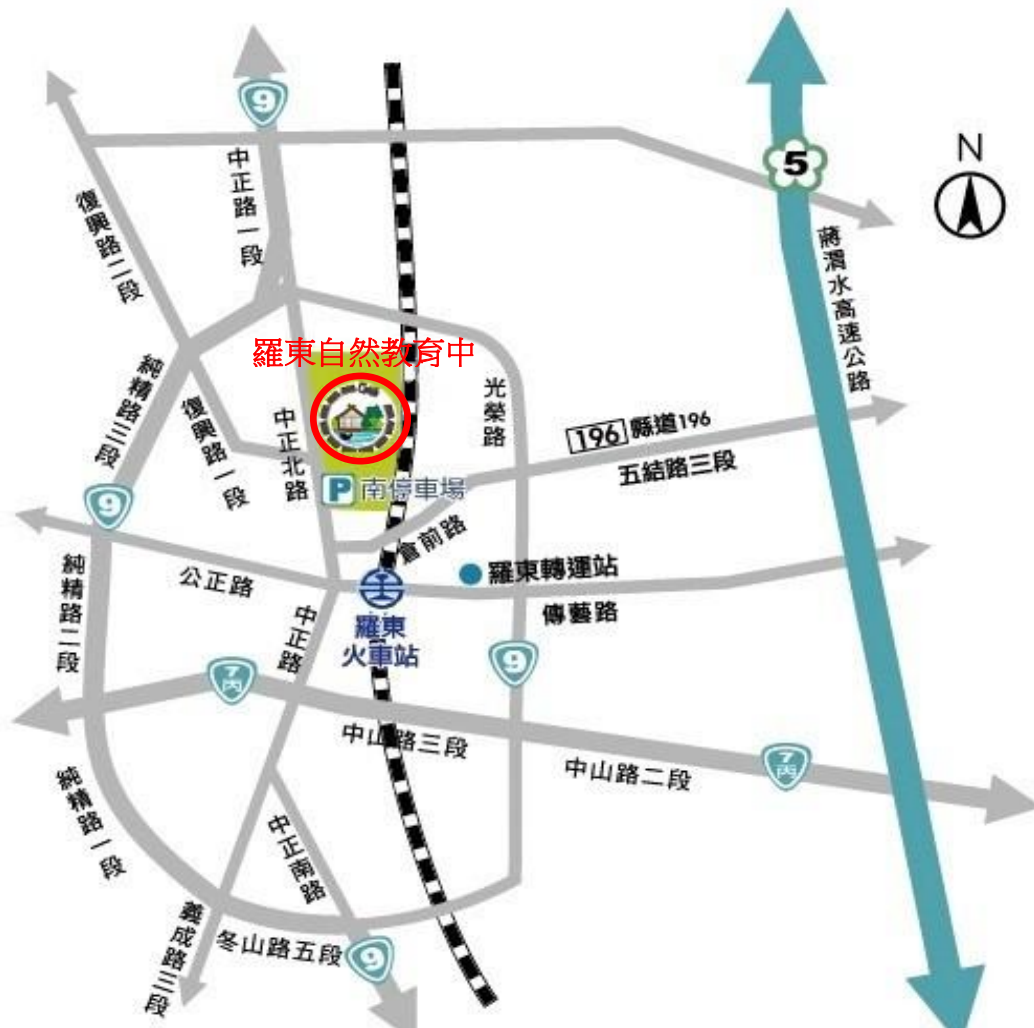 9
N
5
中正路一段
復興路二段
蔣渭水高速公路
羅東自然教育中
純精路三段
復興路一段
中正北路
光榮路
196 縣道196
五結路三段
P 南停車場
9
倉前路
公正路
羅東轉運站
傳藝路
純精路二段
中正路
羅東
火車站
9
7
丙
中山路三段
中山路二段
7
丙
純精路一段
中正南路
義成路三段
冬山路五段
9